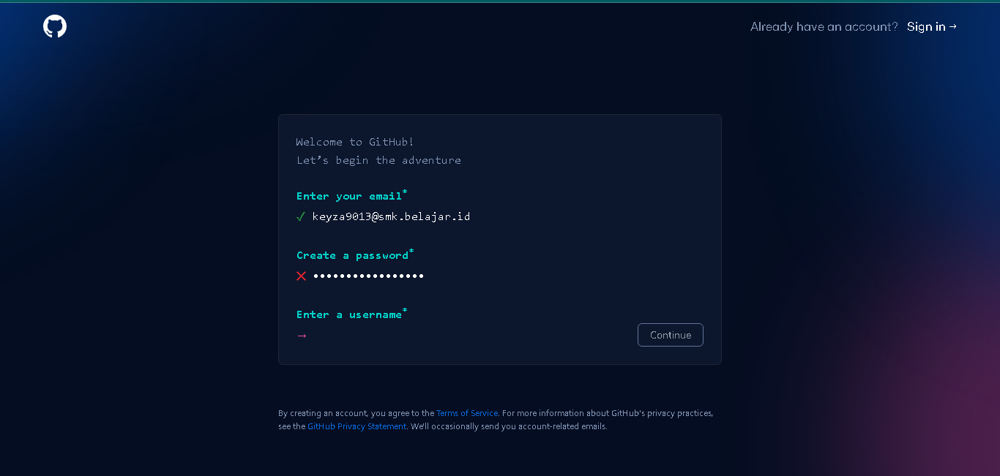 Already have an account? Sign in →
Welcome to GitHub!
Let’s begin the adventure
Enter your email*
✓ keyza9013@smk.belajar.id
Create a password*
✕ •••••••••••••••••
Enter a username*
→ Continue
By creating an account, you agree to the Terms of Service. For more information about GitHub's privacy practices,
see the GitHub Privacy Statement. We'll occasionally send you account-related emails.